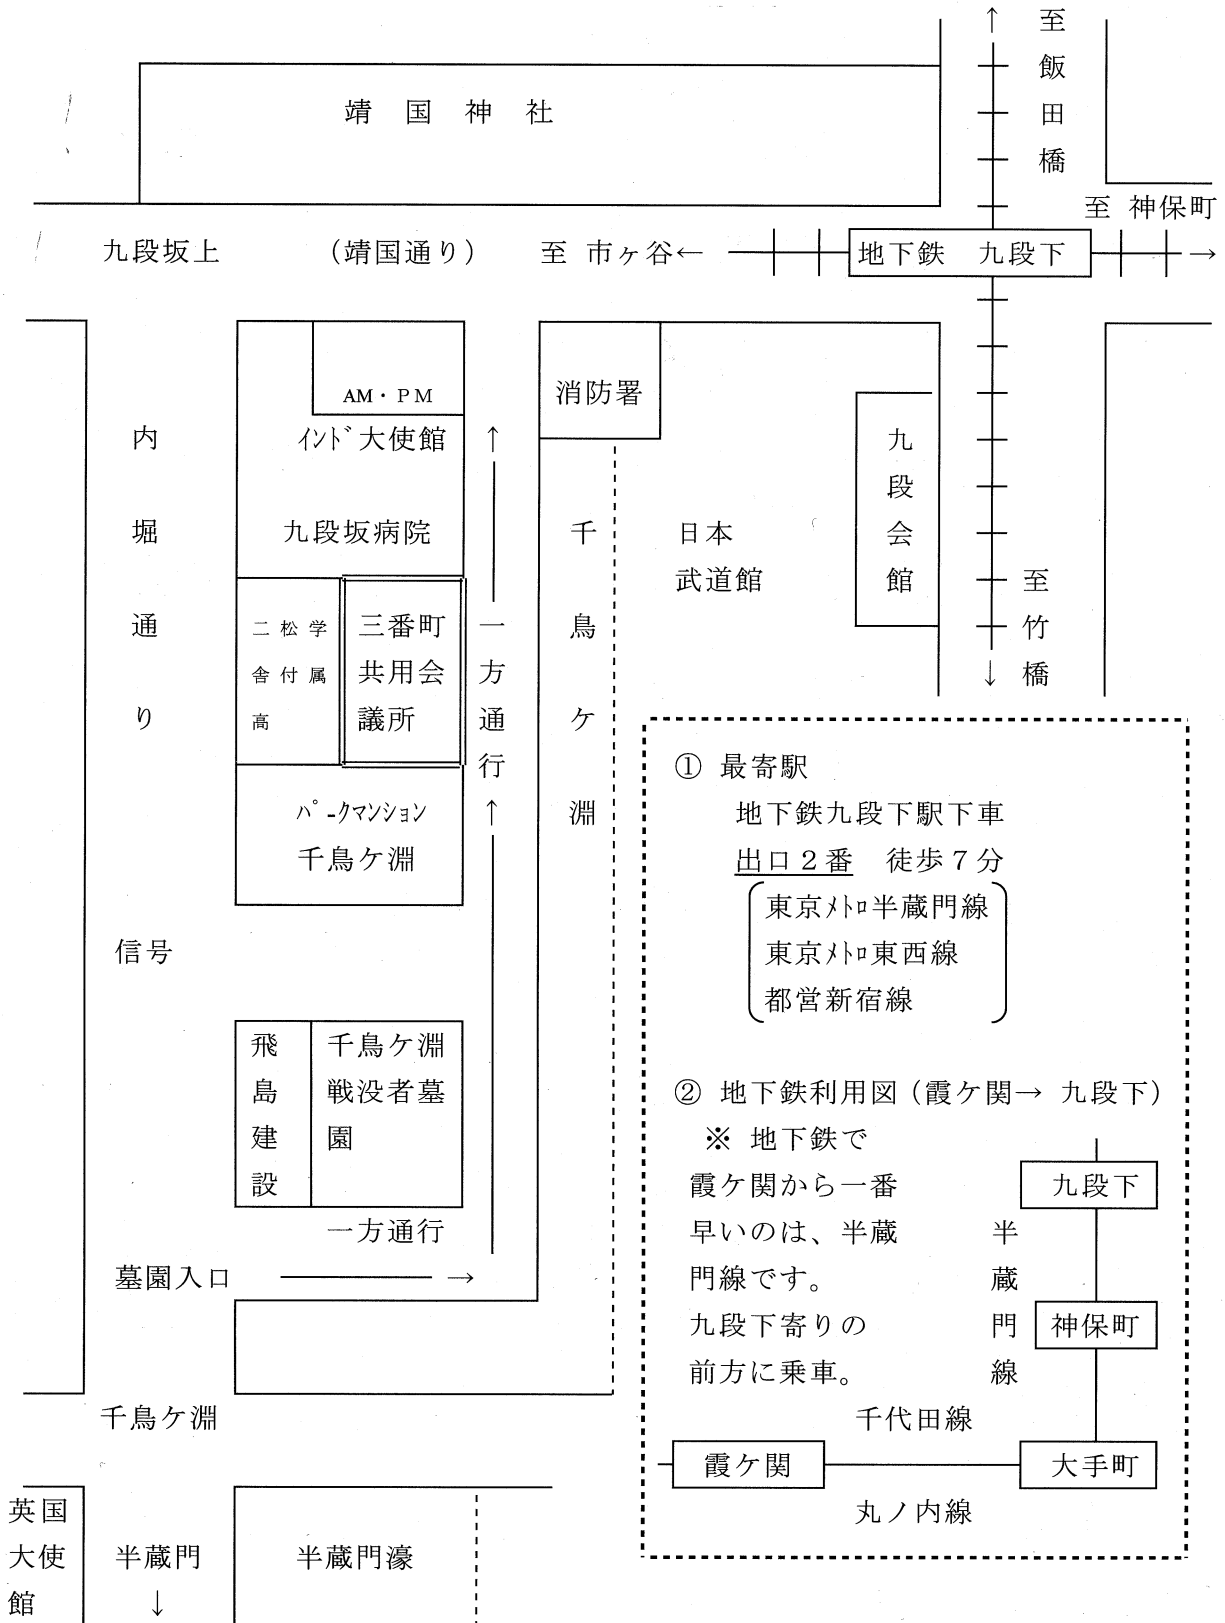 至飯田橋
靖国神社
至 神保町
九段坂上 (靖国通り) 至 市ヶ谷← 地下鉄 九段下 →
AM・PM
ｲﾝﾄﾞ大使館
九段坂病院
二松学
舎付属
高
三番町
共用会
議所
ﾊﾟｰｸﾏﾝｼｮﾝ
千鳥ケ淵
内堀通り
一方通行
消防署
千鳥ケ淵
日本
武道館
九段会館
至竹橋
信号
飛島建設
千鳥ケ淵
戦没者墓
園
一方通行
墓園入口 →
千鳥ケ淵
英国
大使
館
半蔵門
↓
半蔵門濠
① 最寄駅
地下鉄九段下駅下車
出口２番 徒歩７分
東京ﾒﾄﾛ半蔵門線
東京ﾒﾄﾛ東西線
都営新宿線
② 地下鉄利用図（霞ケ関→ 九段下）
※ 地下鉄で
霞ケ関から一番
早いのは、半蔵
門線です。
九段下寄りの
前方に乗車。
九段下
半蔵門線
神保町
千代田線
霞ケ関
大手町
丸ノ内線